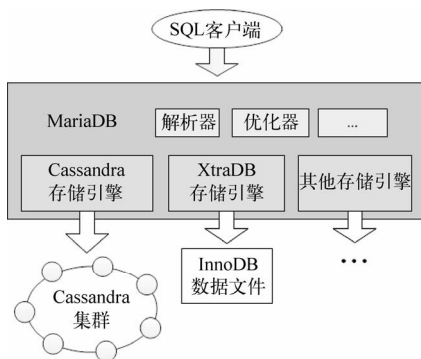 SQL客户端
MariaDB
解析器
优化器
...
Cassandra
存储引擎
XtraDB
存储引擎
其他存储引擎
InnoDB
数据文件
...
Cassandra
集群